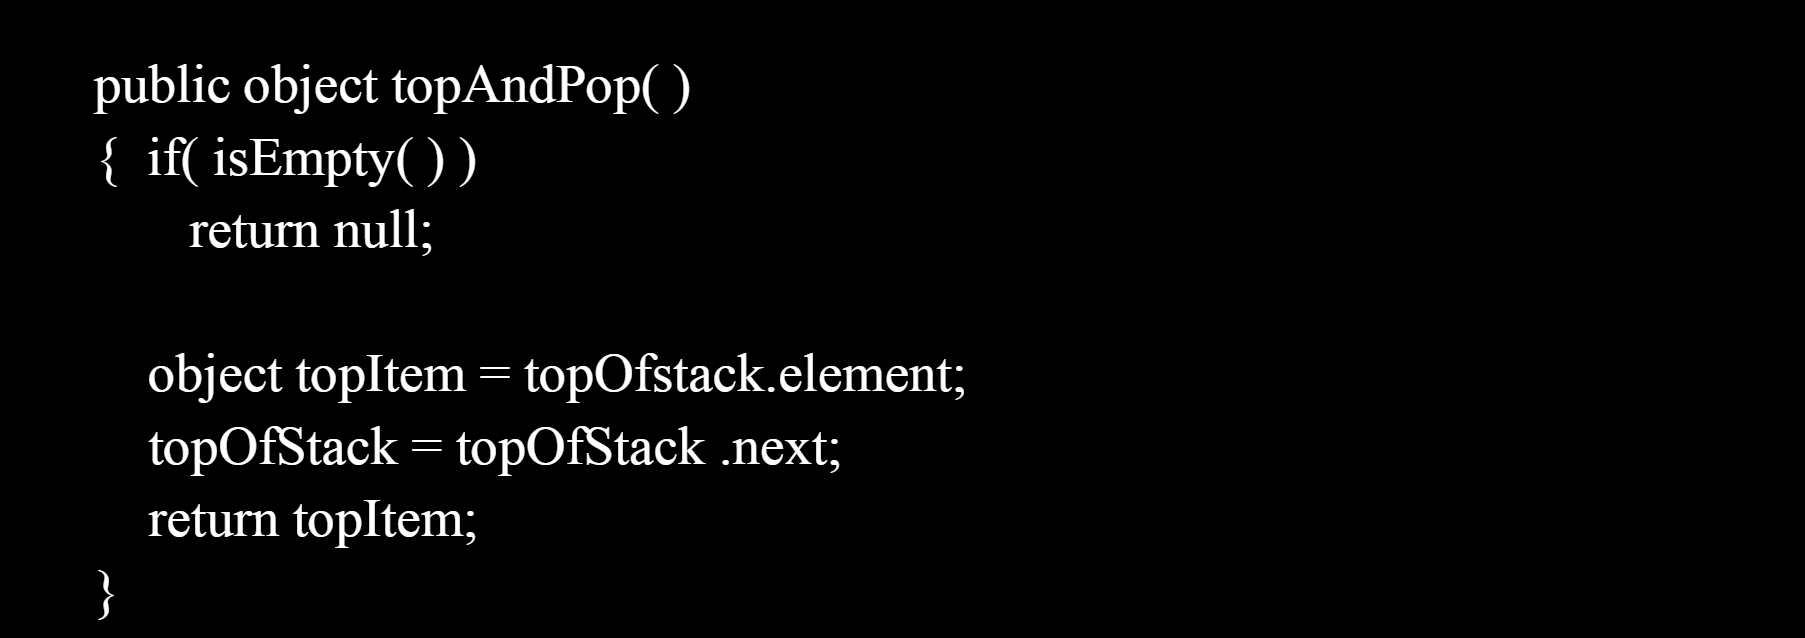 public object topAndPop( )
{  if( isEmpty( ) )
return null;
object topItem = topOfstack.element;
topOfStack = topOfStack .next;
return topItem;
}